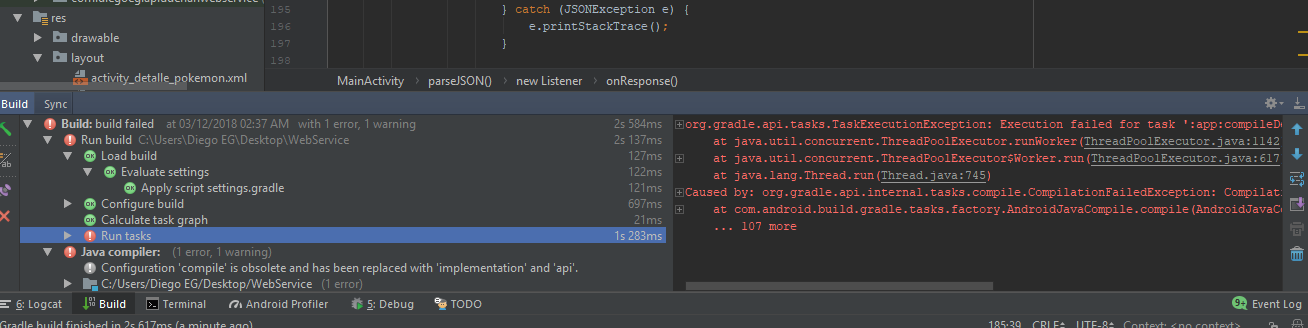 res
drawable
layout
activity_detalle_pokemon.xml
195 } catch (JSONException e) {
196 e.printStackTrace();
197 }
198
MainActivity parseJSON() new Listener onResponse()
Build Sync
Build: build failed at 03/12/2018 02:37 AM with 1 error, 1 warning 2s 584ms
Run build C:\Users\Diego EG\Desktop\WebService 2s 137ms
Load build 127ms
Evaluate settings 122ms
Apply script settings.gradle 121ms
Configure build 697ms
Calculate task graph 21ms
Run tasks 1s 283ms
Java compiler: (1 error, 1 warning)
Configuration 'compile' is obsolete and has been replaced with 'implementation' and 'api'.
C:/Users/Diego EG/Desktop/WebService (1 error)
org.gradle.api.tasks.TaskExecutionException: Execution failed for task ':app:compileDe
at java.util.concurrent.ThreadPoolExecutor.runWorker(ThreadPoolExecutor.java:1142
at java.util.concurrent.ThreadPoolExecutor$Worker.run(ThreadPoolExecutor.java:617
at java.lang.Thread.run(Thread.java:745)
Caused by: org.gradle.api.internal.tasks.compile.CompilationFailedException: Compilat
at com.android.build.gradle.tasks.factory.AndroidJavaCompile.compile(AndroidJavaCo
... 107 more
6: Logcat Build Terminal Android Profiler 5: Debug TODO 9+ Event Log
Gradle build finished in 2s 617ms (a minute ago) 185:39 CRLF UTF-8 Context: <no context>